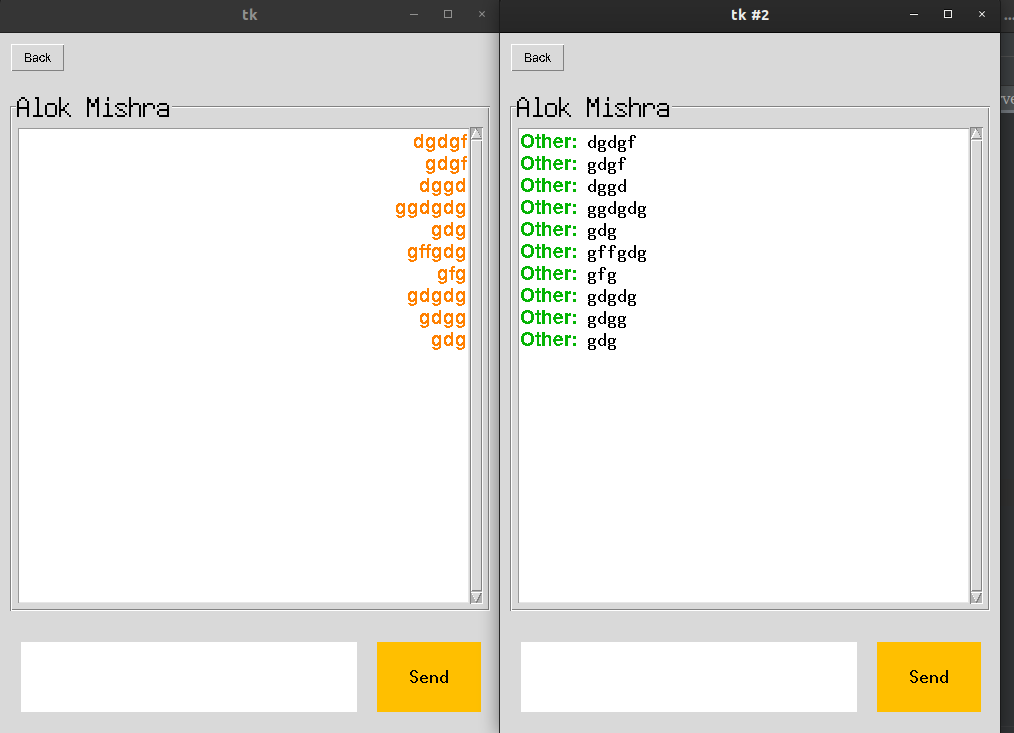 tk
Back
Alok Mishra
dgdgf
gdgf
dggd
ggdgdg
gdg
gffgdg
gfg
gdgdg
gdgg
gdg
Send
tk #2
Back
Alok Mishra
Other: dgdgf
Other: gdgf
Other: dggd
Other: ggdgdg
Other: gdg
Other: gffgdg
Other: gfg
Other: gdgdg
Other: gdgg
Other: gdg
Send